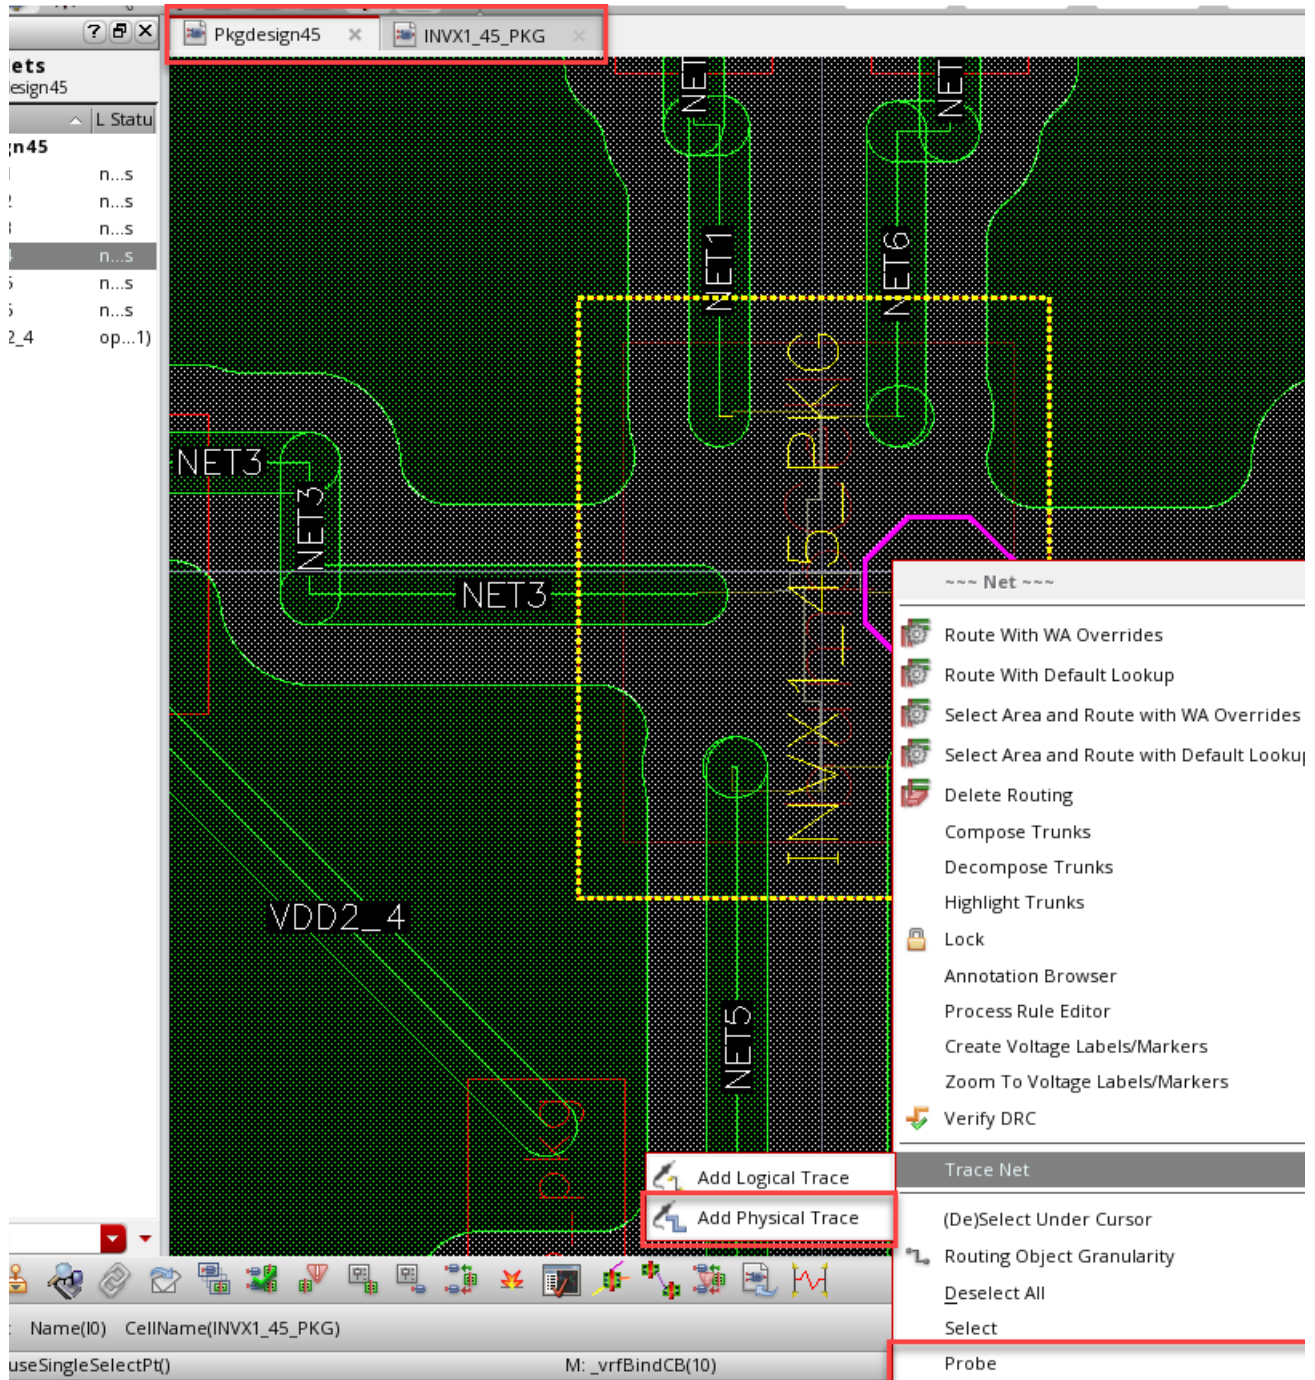 Pkgdesign45
INVX1_45_PKG
ets
esign45
L Statu
n45
n...s
n...s
n...s
n...s
n...s
n...s
2_4
op...1)
NET
NET
NET1
NET6
NET3
NET3
NET3
INVX1_45_PKG
VDD2_4
NET5
~~~ Net ~~~
Route With WA Overrides
Route With Default Lookup
Select Area and Route with WA Overrides
Select Area and Route with Default Lookup
Delete Routing
Compose Trunks
Decompose Trunks
Highlight Trunks
Lock
Annotation Browser
Process Rule Editor
Create Voltage Labels/Markers
Zoom To Voltage Labels/Markers
Verify DRC
Trace Net
Add Logical Trace
Add Physical Trace
(De)Select Under Cursor
Routing Object Granularity
Deselect All
Select
Probe
Name(I0) CellName(INVX1_45_PKG)
useSingleSelectPt()
M: _vrfBindCB(10)